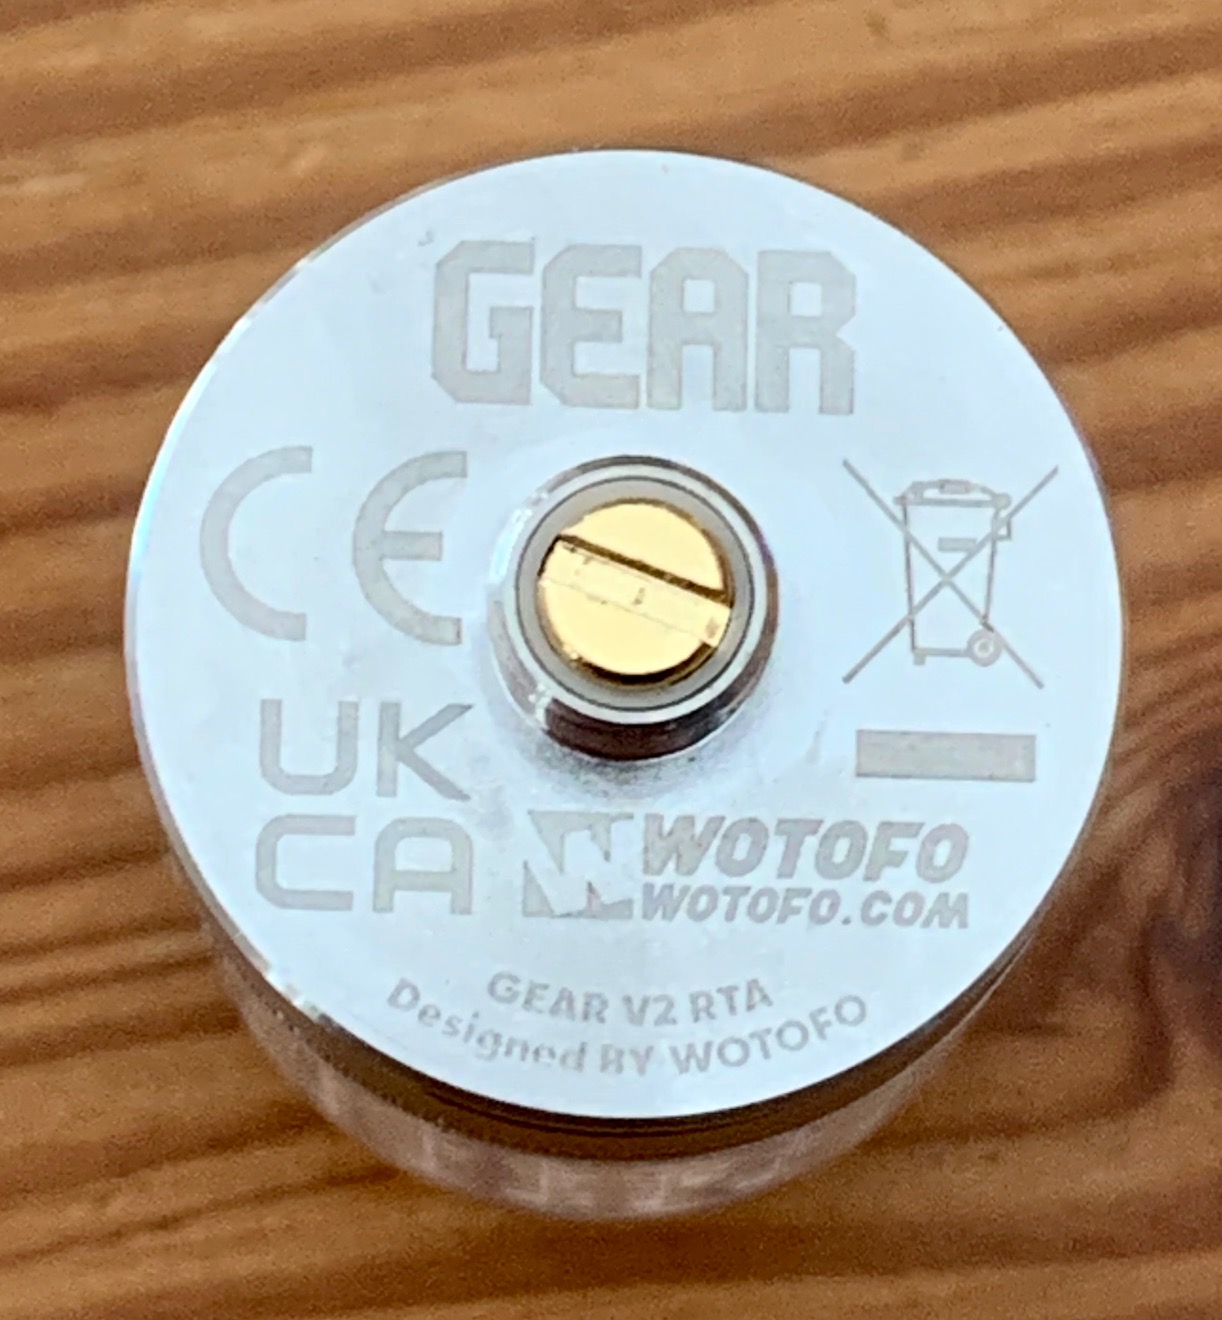 GEAR
CE
UK
CA
WOTOFO
WOTOFO.COM
GEAR V2 RTA
Designed BY WOTOFO